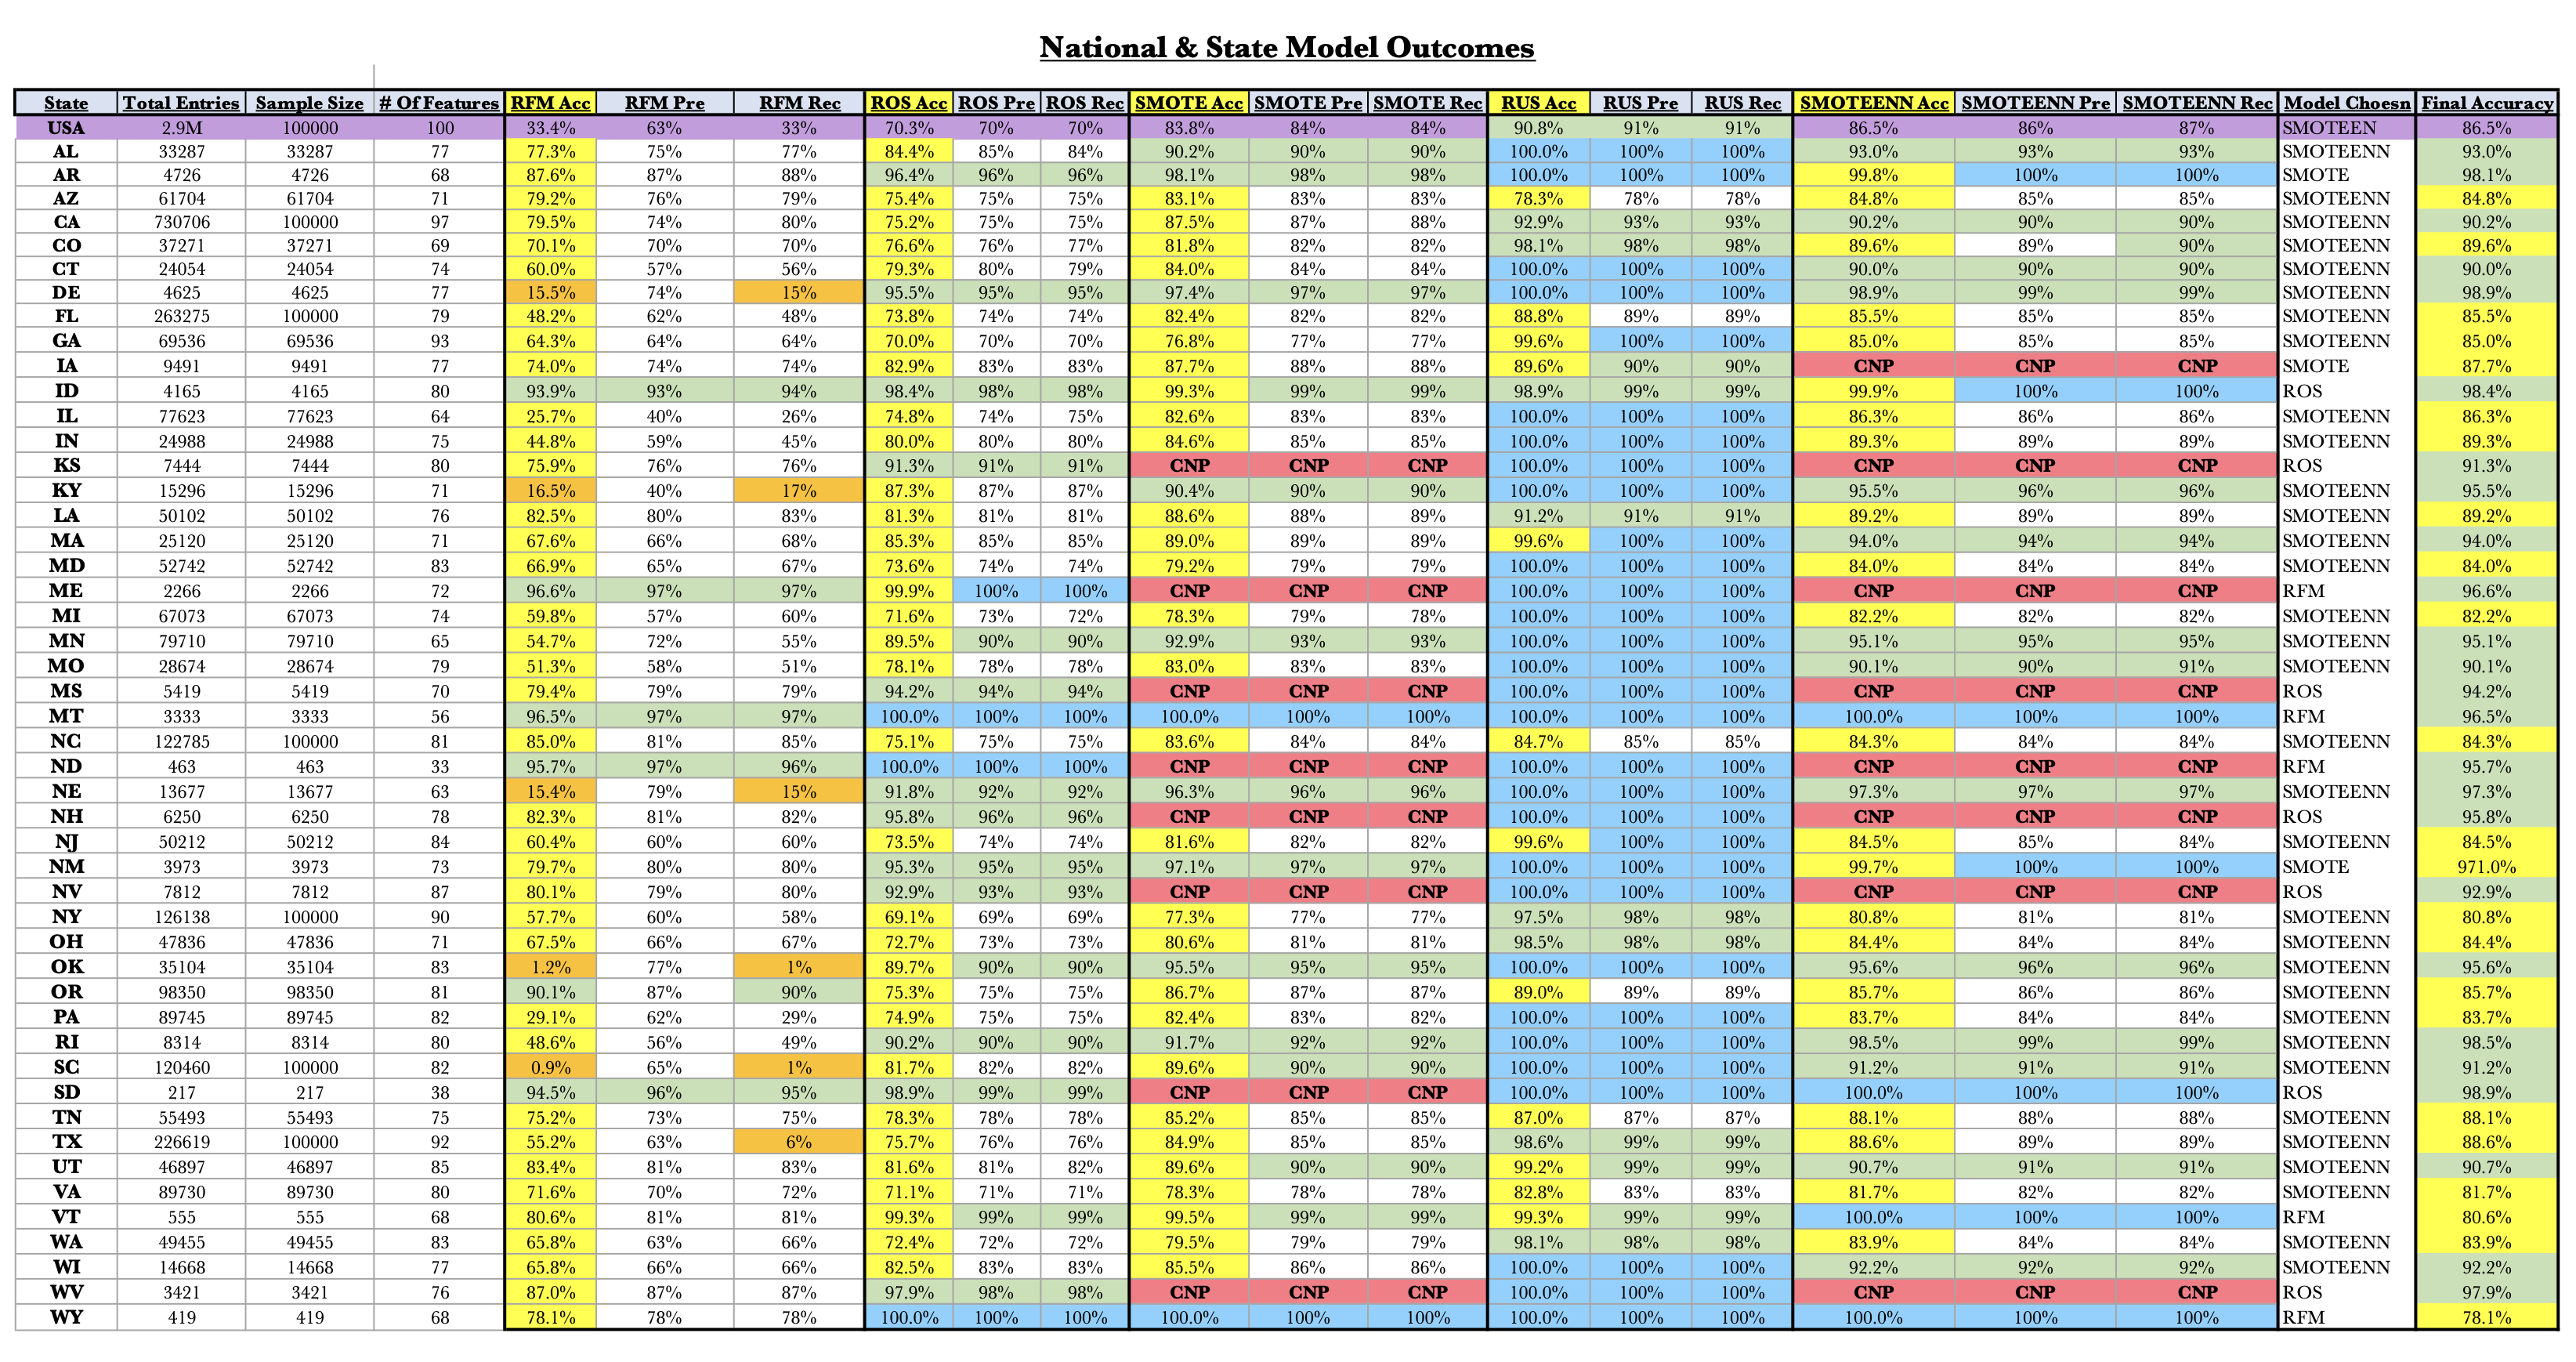 National & State Model Outcomes
State Total Entries Sample Size # Of Features RFM Acc RFM Pre RFM Rec ROS Acc ROS Pre ROS Rec SMOTE Acc SMOTE Pre SMOTE Rec RUS Acc RUS Pre RUS Rec SMOTEENN Acc SMOTEENN Pre SMOTEENN Rec Model Choesn Final Accuracy
USA 2.9M 100000 100 33.4% 63% 33% 70.3% 70% 70% 83.8% 84% 84% 90.8% 91% 91% 86.5% 86% 87% SMOTEEN 86.5%
AL 33287 33287 77 77.3% 75% 77% 84.4% 85% 84% 90.2% 90% 90% 100.0% 100% 100% 93.0% 93% 93% SMOTEENN 93.0%
AR 4726 4726 68 87.6% 87% 88% 96.4% 96% 96% 98.1% 98% 98% 100.0% 100% 100% 99.8% 100% 100% SMOTE 98.1%
AZ 61704 61704 71 79.2% 76% 79% 75.4% 75% 75% 83.1% 83% 83% 78.3% 78% 78% 84.8% 85% 85% SMOTEENN 84.8%
CA 730706 100000 97 79.5% 74% 80% 75.2% 75% 75% 87.5% 87% 88% 92.9% 93% 93% 90.2% 90% 90% SMOTEENN 90.2%
CO 37271 37271 69 70.1% 70% 70% 76.6% 76% 77% 81.8% 82% 82% 98.1% 98% 98% 89.6% 89% 90% SMOTEENN 89.6%
CT 24054 24054 74 60.0% 57% 56% 79.3% 80% 79% 84.0% 84% 84% 100.0% 100% 100% 90.0% 90% 90% SMOTEENN 90.0%
DE 4625 4625 77 15.5% 74% 15% 95.5% 95% 95% 97.4% 97% 97% 100.0% 100% 100% 98.9% 99% 99% SMOTEENN 98.9%
FL 263275 100000 79 48.2% 62% 48% 73.8% 74% 74% 82.4% 82% 82% 88.8% 89% 89% 85.5% 85% 85% SMOTEENN 85.5%
GA 69536 69536 93 64.3% 64% 64% 70.0% 70% 70% 76.8% 77% 77% 99.6% 100% 100% 85.0% 85% 85% SMOTEENN 85.0%
IA 9491 9491 77 74.0% 74% 74% 82.9% 83% 83% 87.7% 88% 88% 89.6% 90% 90% CNP CNP CNP SMOTE 87.7%
ID 4165 4165 80 93.9% 93% 94% 98.4% 98% 98% 99.3% 99% 99% 98.9% 99% 99% 99.9% 100% 100% ROS 98.4%
IL 77623 77623 64 25.7% 40% 26% 74.8% 74% 75% 82.6% 83% 83% 100.0% 100% 100% 86.3% 86% 86% SMOTEENN 86.3%
IN 24988 24988 75 44.8% 59% 45% 80.0% 80% 80% 84.6% 85% 85% 100.0% 100% 100% 89.3% 89% 89% SMOTEENN 89.3%
KS 7444 7444 80 75.9% 76% 76% 91.3% 91% 91% CNP CNP CNP 100.0% 100% 100% CNP CNP CNP ROS 91.3%
KY 15296 15296 71 16.5% 40% 17% 87.3% 87% 87% 90.4% 90% 90% 100.0% 100% 100% 95.5% 96% 96% SMOTEENN 95.5%
LA 50102 50102 76 82.5% 80% 83% 81.3% 81% 81% 88.6% 88% 89% 91.2% 91% 91% 89.2% 89% 89% SMOTEENN 89.2%
MA 25120 25120 71 67.6% 66% 68% 85.3% 85% 85% 89.0% 89% 89% 99.6% 100% 100% 94.0% 94% 94% SMOTEENN 94.0%
MD 52742 52742 83 66.9% 65% 67% 73.6% 74% 74% 79.2% 79% 79% 100.0% 100% 100% 84.0% 84% 84% SMOTEENN 84.0%
ME 2266 2266 72 96.6% 97% 97% 99.9% 100% 100% CNP CNP CNP 100.0% 100% 100% CNP CNP CNP RFM 96.6%
MI 67073 67073 74 59.8% 57% 60% 71.6% 73% 72% 78.3% 79% 78% 100.0% 100% 100% 82.2% 82% 82% SMOTEENN 82.2%
MN 79710 79710 65 54.7% 72% 55% 89.5% 90% 90% 92.9% 93% 93% 100.0% 100% 100% 95.1% 95% 95% SMOTEENN 95.1%
MO 28674 28674 79 51.3% 58% 51% 78.1% 78% 78% 83.0% 83% 83% 100.0% 100% 100% 90.1% 90% 91% SMOTEENN 90.1%
MS 5419 5419 70 79.4% 79% 79% 94.2% 94% 94% CNP CNP CNP 100.0% 100% 100% CNP CNP CNP ROS 94.2%
MT 3333 3333 56 96.5% 97% 97% 100.0% 100% 100% 100.0% 100% 100% 100.0% 100% 100% 100.0% 100% 100% RFM 96.5%
NC 122785 100000 81 85.0% 81% 85% 75.1% 75% 75% 83.6% 84% 84% 84.7% 85% 85% 84.3% 84% 84% SMOTEENN 84.3%
ND 463 463 33 95.7% 97% 96% 100.0% 100% 100% CNP CNP CNP 100.0% 100% 100% CNP CNP CNP RFM 95.7%
NE 13677 13677 63 15.4% 79% 15% 91.8% 92% 92% 96.3% 96% 96% 100.0% 100% 100% 97.3% 97% 97% SMOTEENN 97.3%
NH 6250 6250 78 82.3% 81% 82% 95.8% 96% 96% CNP CNP CNP 100.0% 100% 100% CNP CNP CNP ROS 95.8%
NJ 50212 50212 84 60.4% 60% 60% 73.5% 74% 74% 81.6% 82% 82% 99.6% 100% 100% 84.5% 85% 84% SMOTEENN 84.5%
NM 3973 3973 73 79.7% 80% 80% 95.3% 95% 95% 97.1% 97% 97% 100.0% 100% 100% 99.7% 100% 100% SMOTE 971.0%
NV 7812 7812 87 80.1% 79% 80% 92.9% 93% 93% CNP CNP CNP 100.0% 100% 100% CNP CNP CNP ROS 92.9%
NY 126138 100000 90 57.7% 60% 58% 69.1% 69% 69% 77.3% 77% 77% 97.5% 98% 98% 80.8% 81% 81% SMOTEENN 80.8%
OH 47836 47836 71 67.5% 66% 67% 72.7% 73% 73% 80.6% 81% 81% 98.5% 98% 98% 84.4% 84% 84% SMOTEENN 84.4%
OK 35104 35104 83 1.2% 77% 1% 89.7% 90% 90% 95.5% 95% 95% 100.0% 100% 100% 95.6% 96% 96% SMOTEENN 95.6%
OR 98350 98350 81 90.1% 87% 90% 75.3% 75% 75% 86.7% 87% 87% 89.0% 89% 89% 85.7% 86% 86% SMOTEENN 85.7%
PA 89745 89745 82 29.1% 62% 29% 74.9% 75% 75% 82.4% 83% 82% 100.0% 100% 100% 83.7% 84% 84% SMOTEENN 83.7%
RI 8314 8314 80 48.6% 56% 49% 90.2% 90% 90% 91.7% 92% 92% 100.0% 100% 100% 98.5% 99% 99% SMOTEENN 98.5%
SC 120460 100000 82 0.9% 65% 1% 81.7% 82% 82% 89.6% 90% 90% 100.0% 100% 100% 91.2% 91% 91% SMOTEENN 91.2%
SD 217 217 38 94.5% 96% 95% 98.9% 99% 99% CNP CNP CNP 100.0% 100% 100% 100.0% 100% 100% ROS 98.9%
TN 55493 55493 75 75.2% 73% 75% 78.3% 78% 78% 85.2% 85% 85% 87.0% 87% 87% 88.1% 88% 88% SMOTEENN 88.1%
TX 226619 100000 92 55.2% 63% 6% 75.7% 76% 76% 84.9% 85% 85% 98.6% 99% 99% 88.6% 89% 89% SMOTEENN 88.6%
UT 46897 46897 85 83.4% 81% 83% 81.6% 81% 82% 89.6% 90% 90% 99.2% 99% 99% 90.7% 91% 91% SMOTEENN 90.7%
VA 89730 89730 80 71.6% 70% 72% 71.1% 71% 71% 78.3% 78% 78% 82.8% 83% 83% 81.7% 82% 82% SMOTEENN 81.7%
VT 555 555 68 80.6% 81% 81% 99.3% 99% 99% 99.5% 99% 99% 99.3% 99% 99% 100.0% 100% 100% RFM 80.6%
WA 49455 49455 83 65.8% 63% 66% 72.4% 72% 72% 79.5% 79% 79% 98.1% 98% 98% 83.9% 84% 84% SMOTEENN 83.9%
WI 14668 14668 77 65.8% 66% 66% 82.5% 83% 83% 85.5% 86% 86% 100.0% 100% 100% 92.2% 92% 92% SMOTEENN 92.2%
WV 3421 3421 76 87.0% 87% 87% 97.9% 98% 98% CNP CNP CNP 100.0% 100% 100% CNP CNP CNP ROS 97.9%
WY 419 419 68 78.1% 78% 78% 100.0% 100% 100% 100.0% 100% 100% 100.0% 100% 100% 100.0% 100% 100% RFM 78.1%